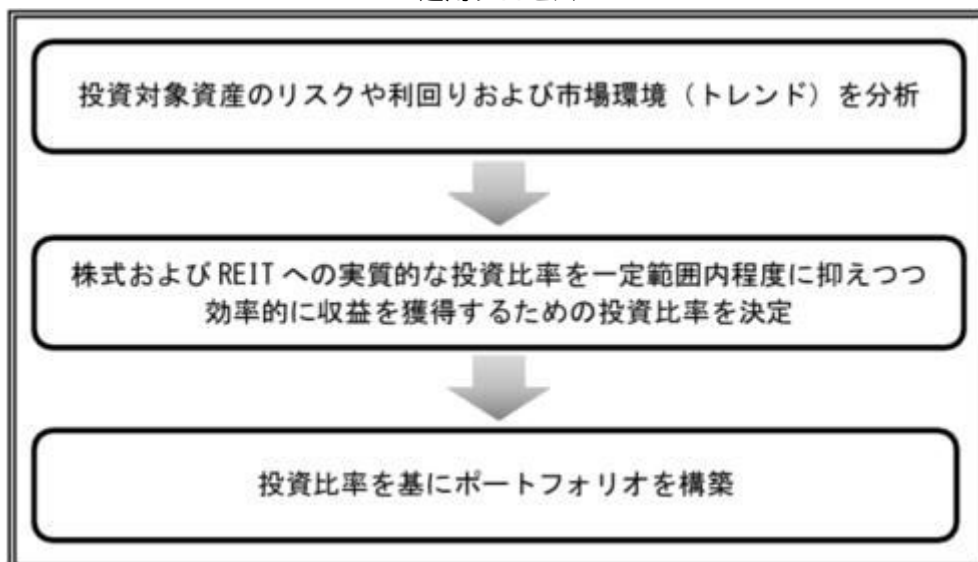 投資対象資産のリスクや利回りおよび市場環境（トレンド）を分析
株式およびREITへの実質的な投資比率を一定範囲内程度に抑えつつ
効率的に収益を獲得するための投資比率を決定
投資比率を基にポートフォリオを構築